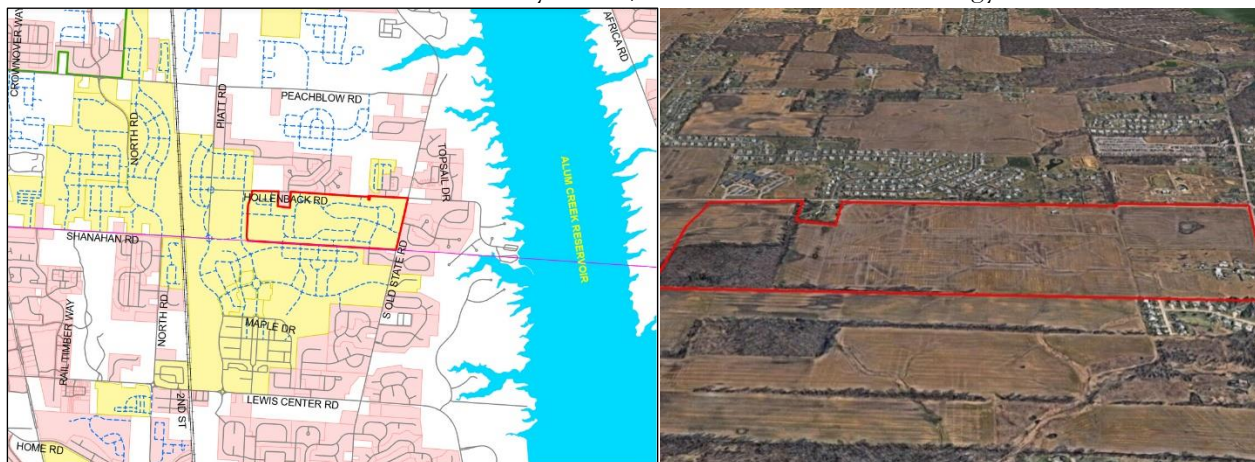 CROWNOVER WAY
AFRICA RD
PEACHBLOW RD
PIATT RD
NORTH RD
TOPSAIL DR
HOLLENBACK RD
ALUM CREEK RESERVOIR
SHANAHAN RD
S OLD STATE RD
NORTH RD
MAPLE DR
RAIL TIMBER WAY
2ND ST
LEWIS CENTER RD
HOME RD